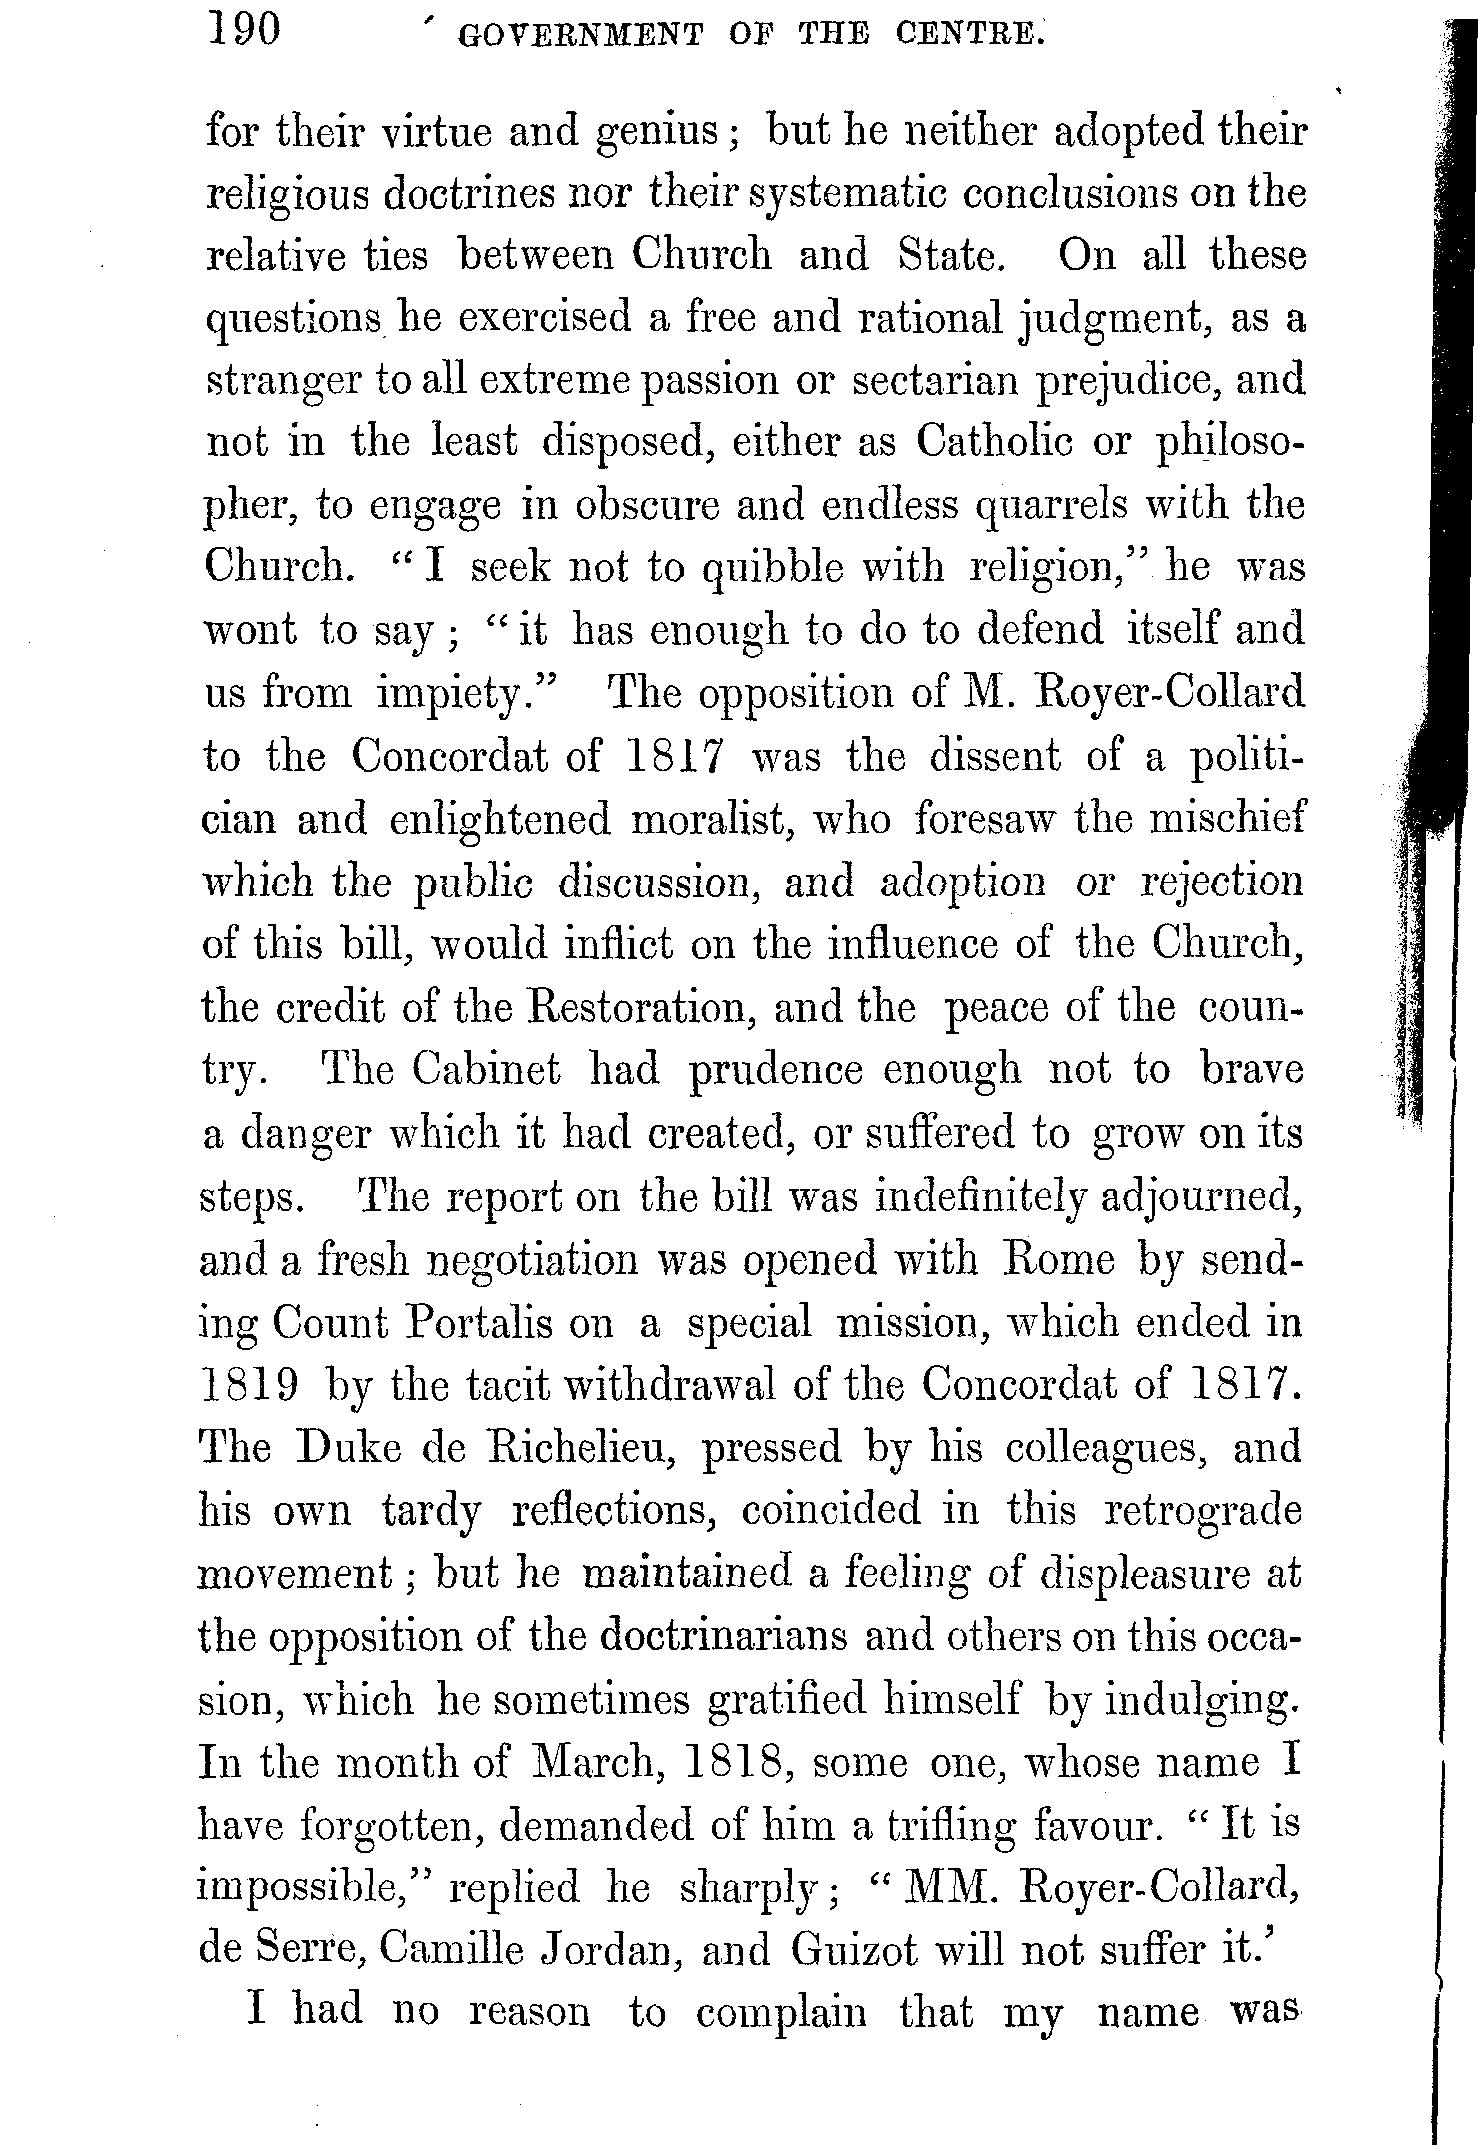 190 GOVERNMENT OF THE CENTRE.
for their virtue and genius; but he neither adopted their
religious doctrines nor their systematic conclusions on the
relative ties between Church and State. On all these
questions he exercised a free and rational judgment, as a
stranger to all extreme passion or sectarian prejudice, and
not in the least disposed, either as Catholic or philoso-
pher, to engage in obscure and endless quarrels with the
Church. "I seek not to quibble with religion," he was
wont to say; "it has enough to do to defend itself and
us from impiety." The opposition of M. Royer-Collard
to the Concordat of 1817 was the dissent of a politi-
cian and enlightened moralist, who foresaw the mischief
which the public discussion, and adoption or rejection
of this bill, would inflict on the influence of the Church,
the credit of the Restoration, and the peace of the coun-
try. The Cabinet had prudence enough not to brave
a danger which it had created, or suffered to grow on its
steps. The report on the bill was indefinitely adjourned,
and a fresh negotiation was opened with Rome by send-
ing Count Portalis on a special mission, which ended in
1819 by the tacit withdrawal of the Concordat of 1817.
The Duke de Richelieu, pressed by his colleagues, and
his own tardy reflections, coincided in this retrograde
movement; but he maintained a feeling of displeasure at
the opposition of the doctrinarians and others on this occa-
sion, which he sometimes gratified himself by indulging.
In the month of March, 1818, some one, whose name I
have forgotten, demanded of him a trifling favour. "It is
impossible," replied he sharply; "MM. Royer-Collard,
de Serre, Camille Jordan, and Guizot will not suffer it.'
I had no reason to complain that my name was